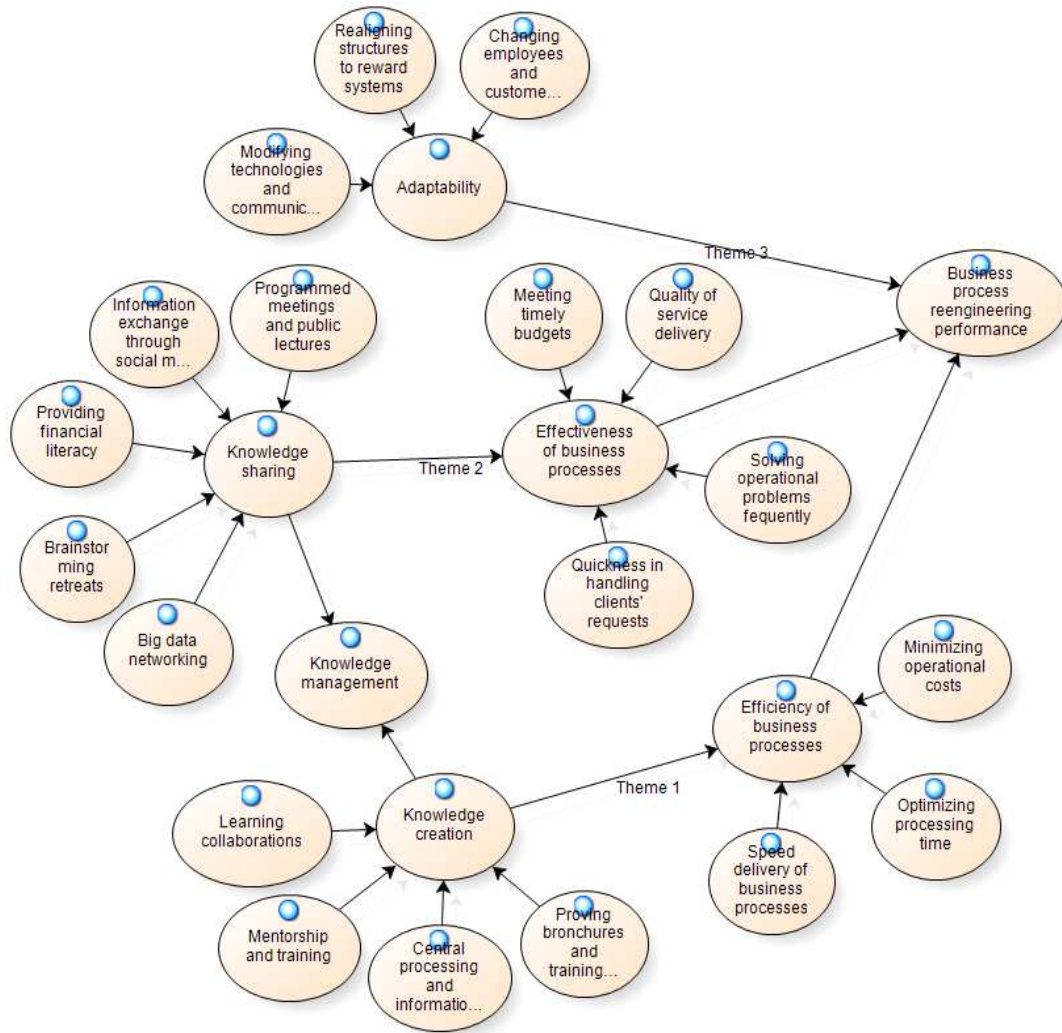 Realigning
structures
to reward
systems
Changing
employees
and
custome...
Modifying
technologies
and
communic...
Adaptability
Theme 3
Business
process
reengineering
performance
Information
exchange
through
social m...
Programmed
meetings
and public
lectures
Meeting
timely
budgets
Quality of
service
delivery
Providing
financial
literacy
Knowledge
sharing
Theme 2
Effectiveness
of business
processes
Solving
operational
problems
fequently
Brainstor
ming
retreats
Big data
networking
Quickness in
handling
clients'
requests
Knowledge
management
Minimizing
operational
costs
Efficiency of
business
processes
Theme 1
Learning
collaborations
Knowledge
creation
Optimizing
processing
time
Speed
delivery of
business
processes
Mentorship
and training
Central
processing
and
informatio...
Proving
bronchures
and
training...